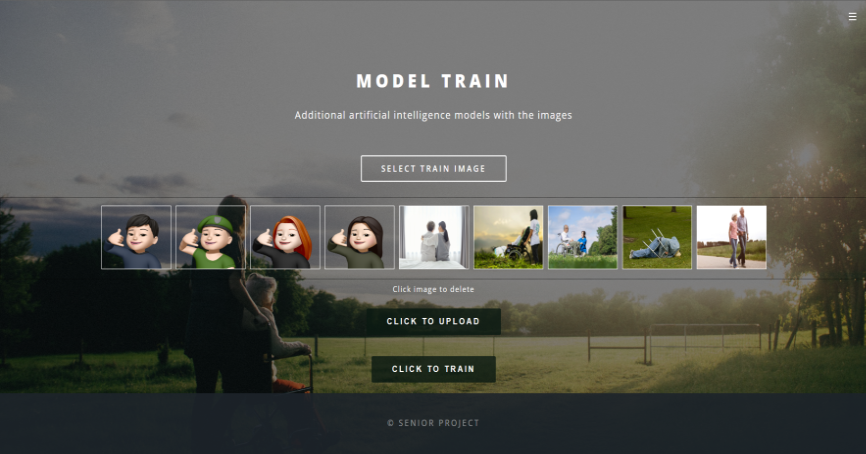 ☰
MODEL TRAIN
Additional artificial intelligence models with the images
SELECT TRAIN IMAGE
Click image to delete
CLICK TO UPLOAD
CLICK TO TRAIN
© SENIOR PROJECT